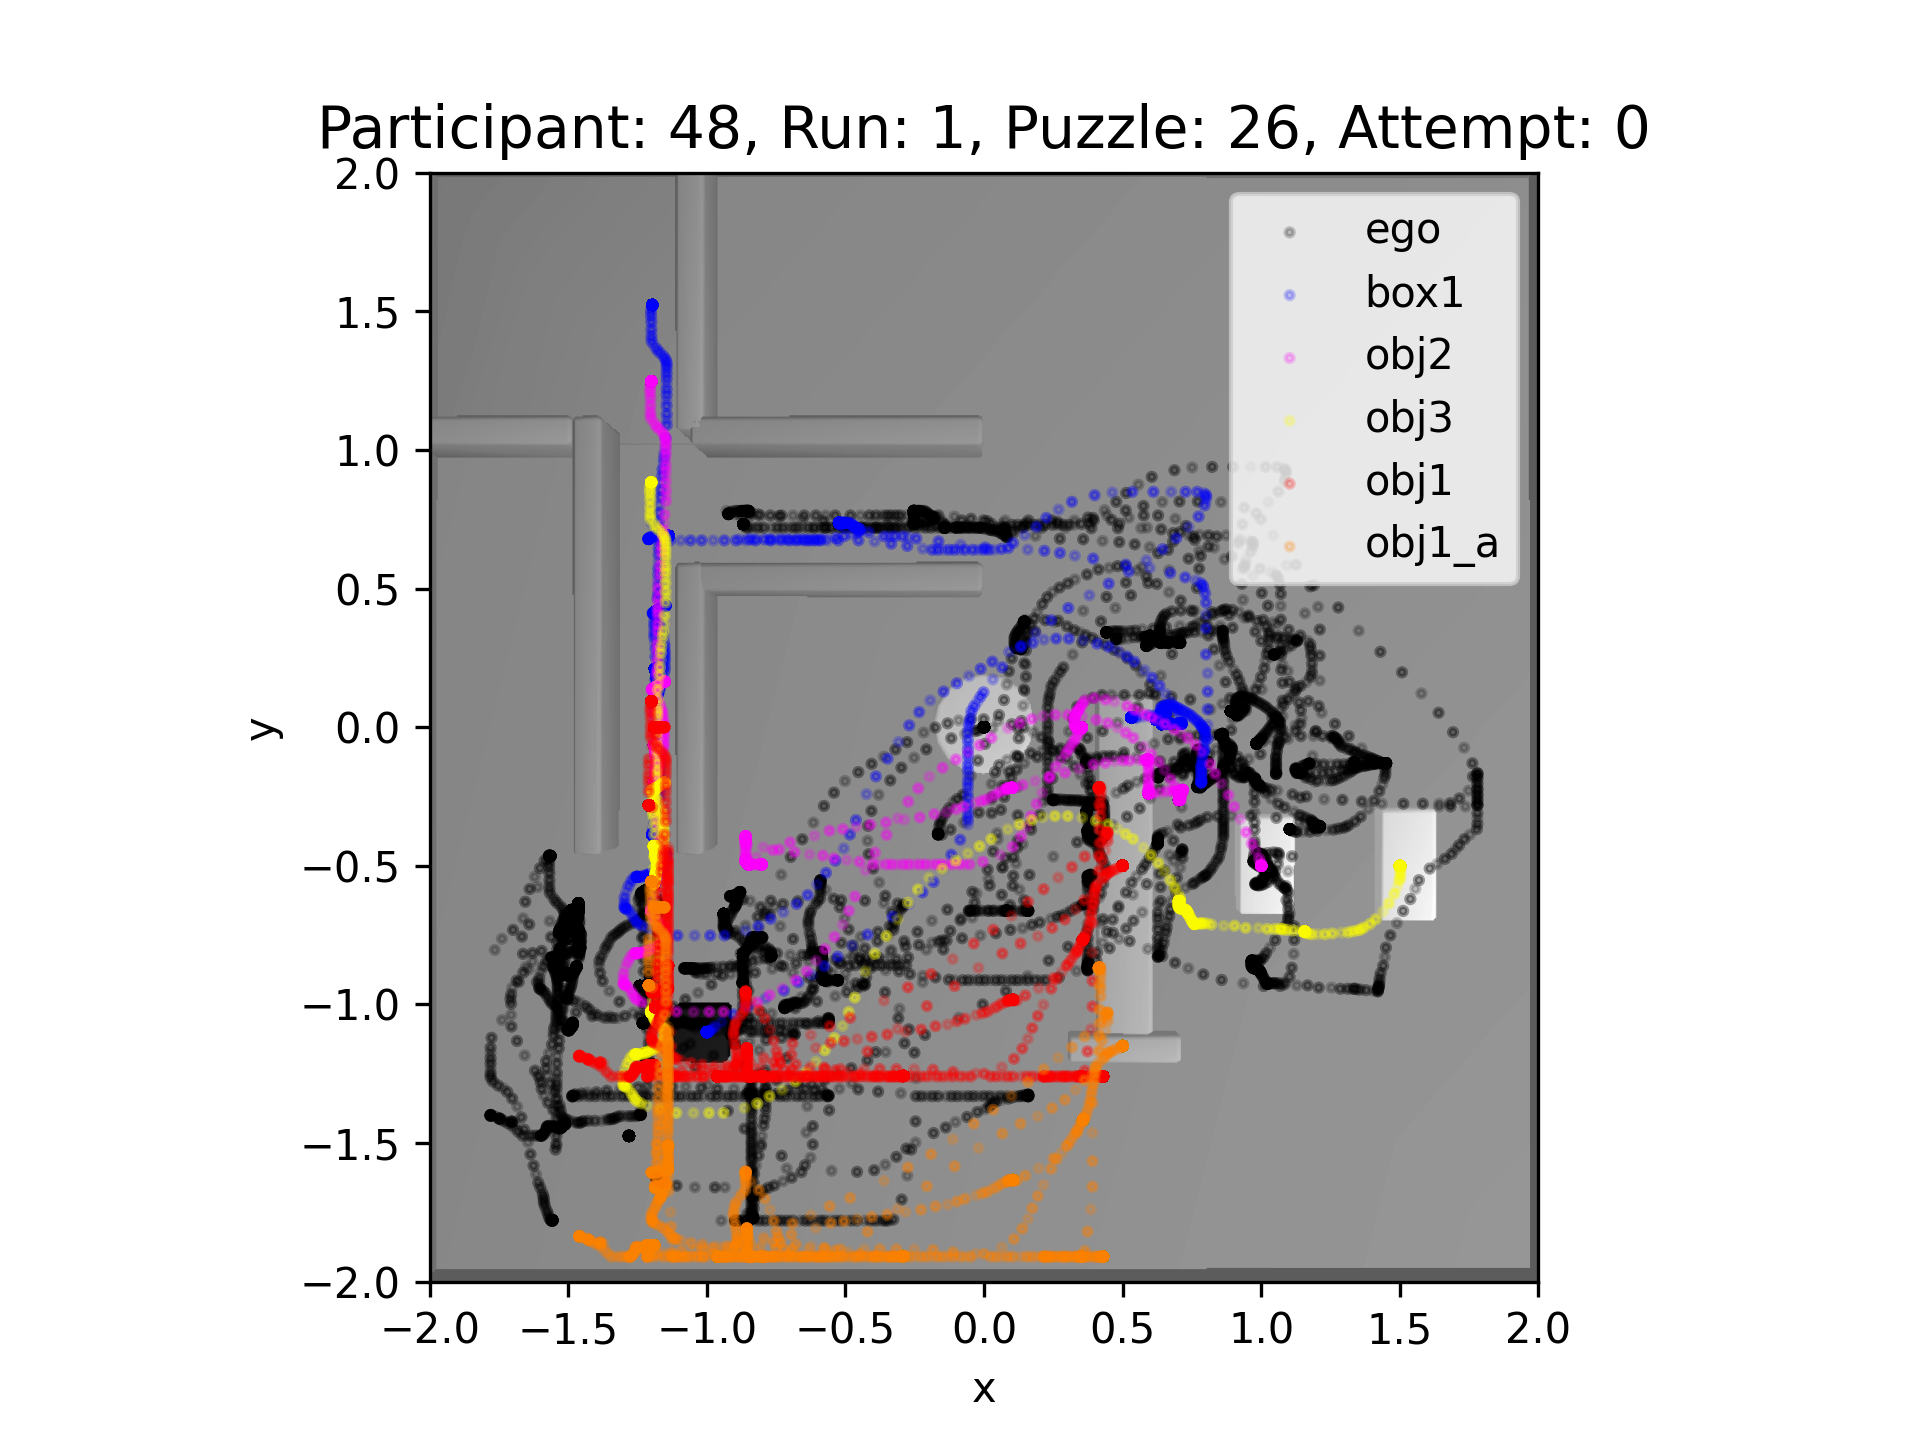 Participant: 48, Run: 1, Puzzle: 26, Attempt: 0
2.0
1.5
1.0
0.5
0.0
−0.5
−1.0
−1.5
−2.0
y
ego
box1
obj2
obj3
obj1
obj1_a
−2.0 −1.5 −1.0 −0.5 0.0 0.5 1.0 1.5 2.0
x